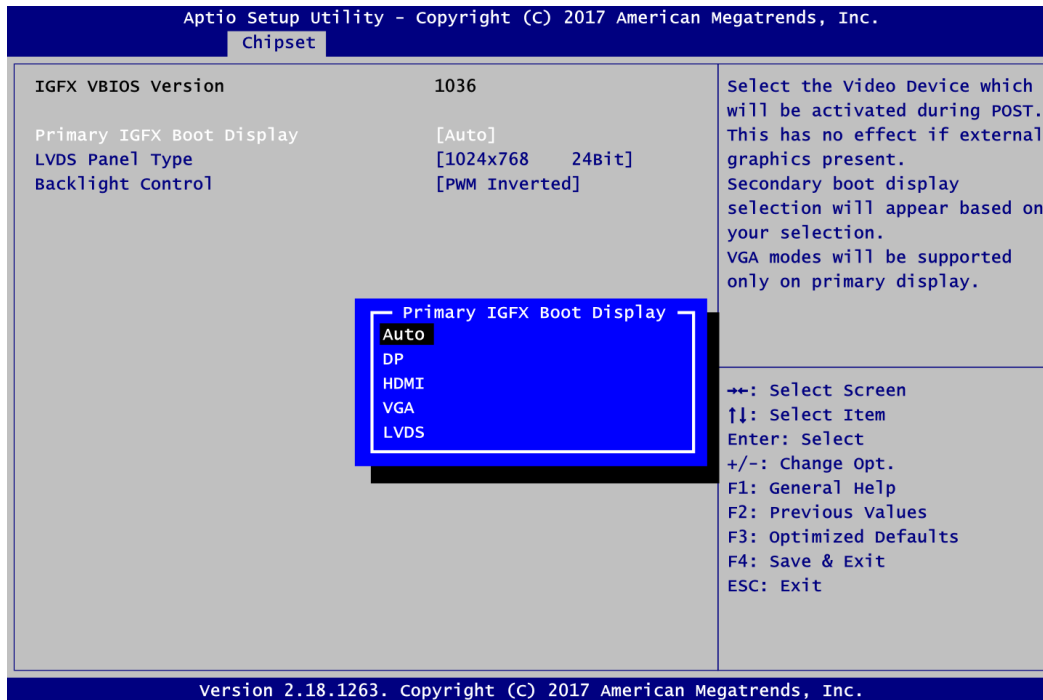 Aptio Setup Utility - Copyright (C) 2017 American Megatrends, Inc.
Chipset
IGFX VBIOS Version 1036
Primary IGFX Boot Display [Auto]
LVDS Panel Type [1024x768 24Bit]
Backlight Control [PWM Inverted]
Select the Video Device which
will be activated during POST.
This has no effect if external
graphics present.
Secondary boot display
selection will appear based on
your selection.
VGA modes will be supported
only on primary display.
Primary IGFX Boot Display
Auto
DP
HDMI
VGA
LVDS
→←: Select Screen
↑↓: Select Item
Enter: Select
+/-: Change Opt.
F1: General Help
F2: Previous Values
F3: Optimized Defaults
F4: Save & Exit
ESC: Exit
Version 2.18.1263. Copyright (C) 2017 American Megatrends, Inc.